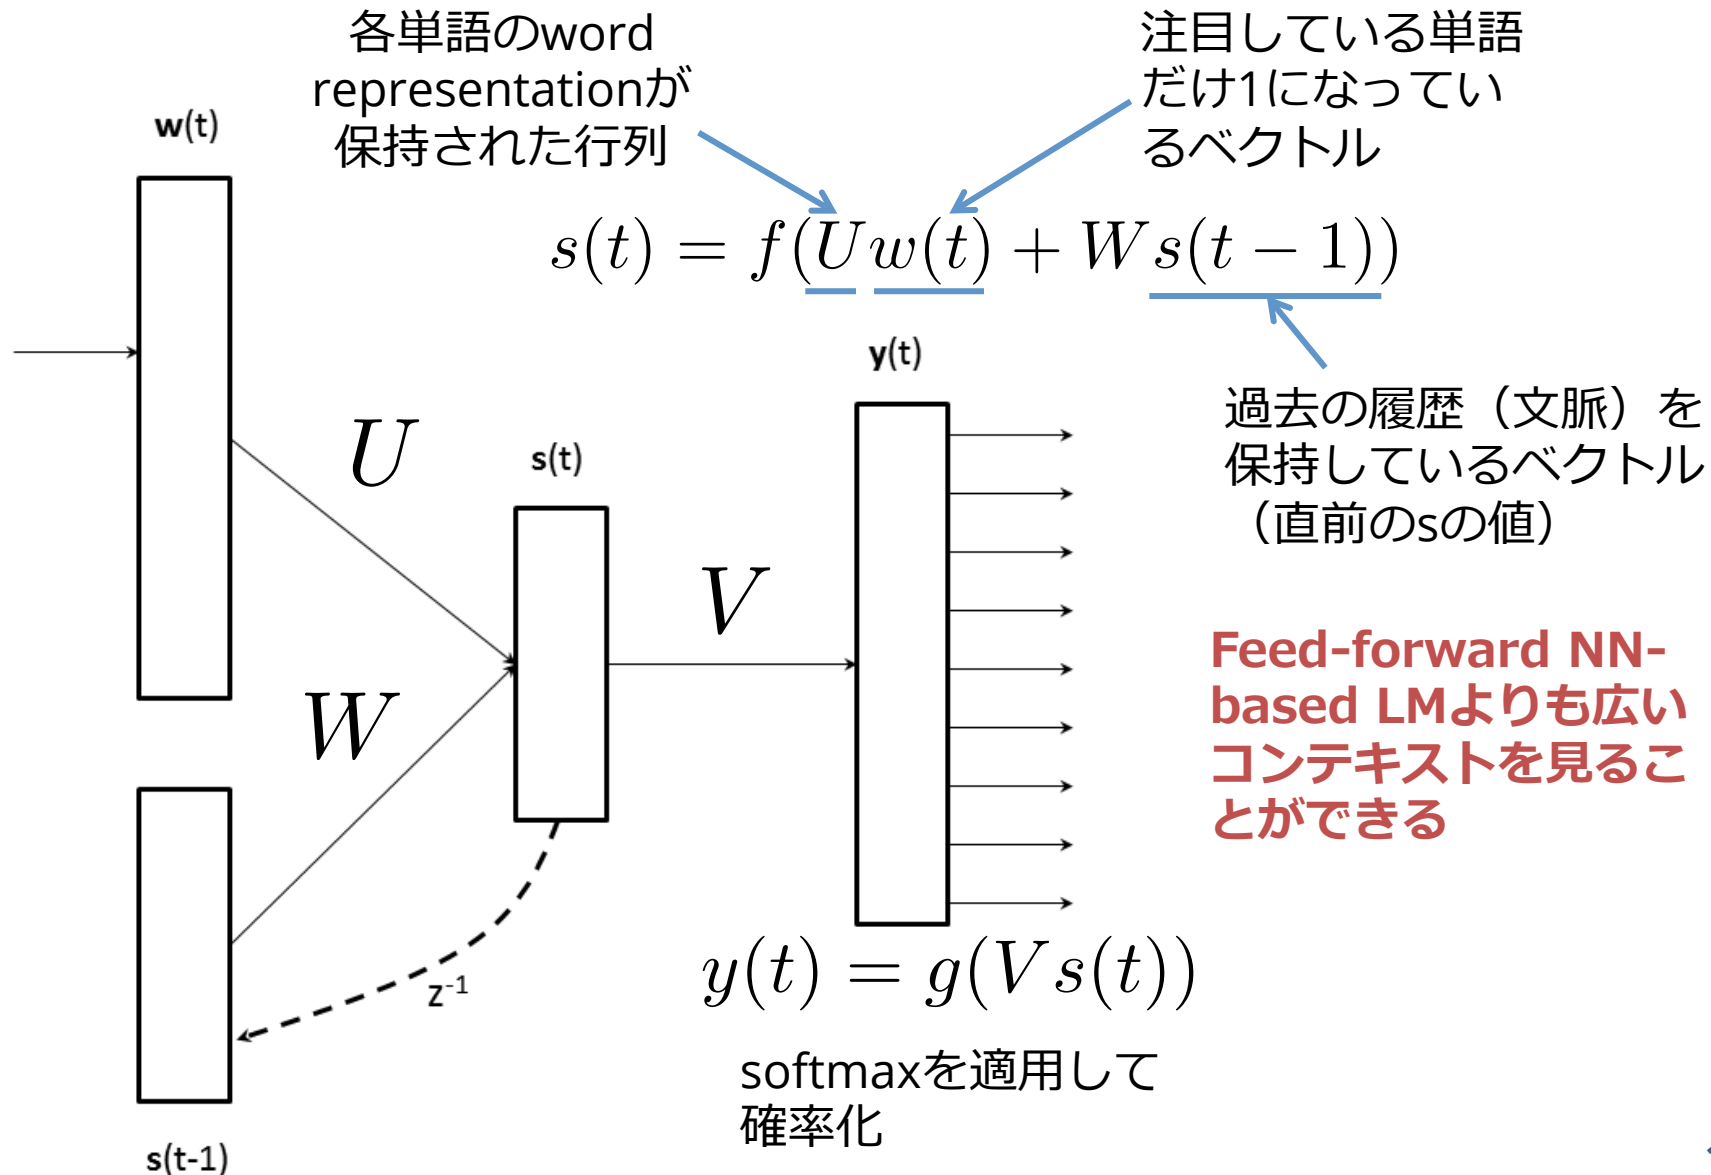 各単語のword
representationが
保持された行列
注目している単語
だけ1になってい
るベクトル
w(t)
s(t) = f(Uw(t) + Ws(t − 1))
y(t)
過去の履歴（文脈）を
保持しているベクトル
（直前のsの値）
U
s(t)
V
W
Feed-forward NN-
based LMよりも広い
コンテキストを見るこ
とができる
z⁻¹
y(t) = g(Vs(t))
softmaxを適用して
確率化
s(t-1)